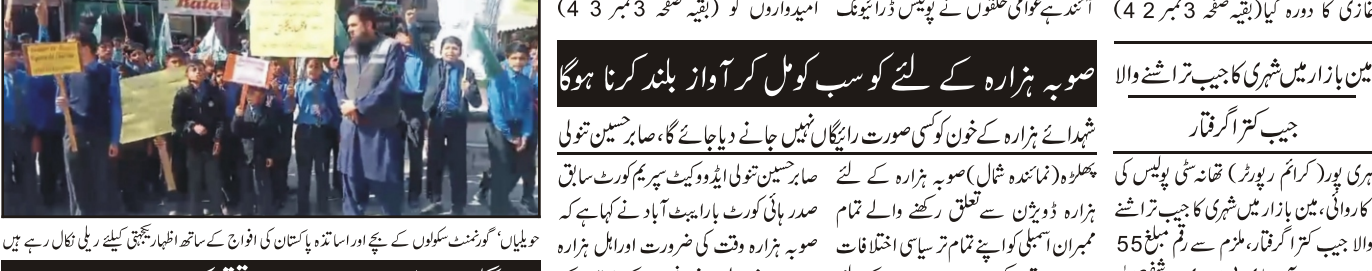 غازی کا دورہ کیا (بقیہ صفحہ 3 نمبر 2 4)
مین بازار میں شہری کا جیب تراشنے والا
جیب کترا گرفتار
ہری پور (کرائم رپورٹر) تھانہ سٹی پولیس کی
کاروائی، مین بازار میں شہری کا جیب تراشنے
والا جیب کترا گرفتار، ملزم سے رقم مبلغ 55
آئند ہے عوامی حلقوں نے پولیس ڈرائیونگ
امیدواروں کو (بقیہ صفحہ 3 نمبر 3 4)
صوبہ ہزارہ کے لئے کو سب کو مل کر آواز بلند کرنا ہوگا
شہدائے ہزارہ کے خون کو کسی صورت رائیگاں نہیں جانے دیا جائے گا، صابر حسین تنولی
پھلڑہ (نمائندہ شمال) صوبہ ہزارہ کے لئے
ہزارہ ڈویژن سے تعلق رکھنے والے تمام
ممبران اسمبلی کو اپنے تمام تر سیاسی اختلافات
صابر حسین تنولی ایڈووکیٹ سپریم کورٹ سابق
صدر ہائی کورٹ بار ایبٹ آباد نے کہا ہے کہ
صوبہ ہزارہ وقت کی ضرورت اور اہل ہزارہ
حویلیاں، گورنمنٹ سکولوں کے بچے اور اساتذہ پاکستان کی افواج کے ساتھ اظہار یکجہتی کیلئے ریلی نکال رہے ہیں